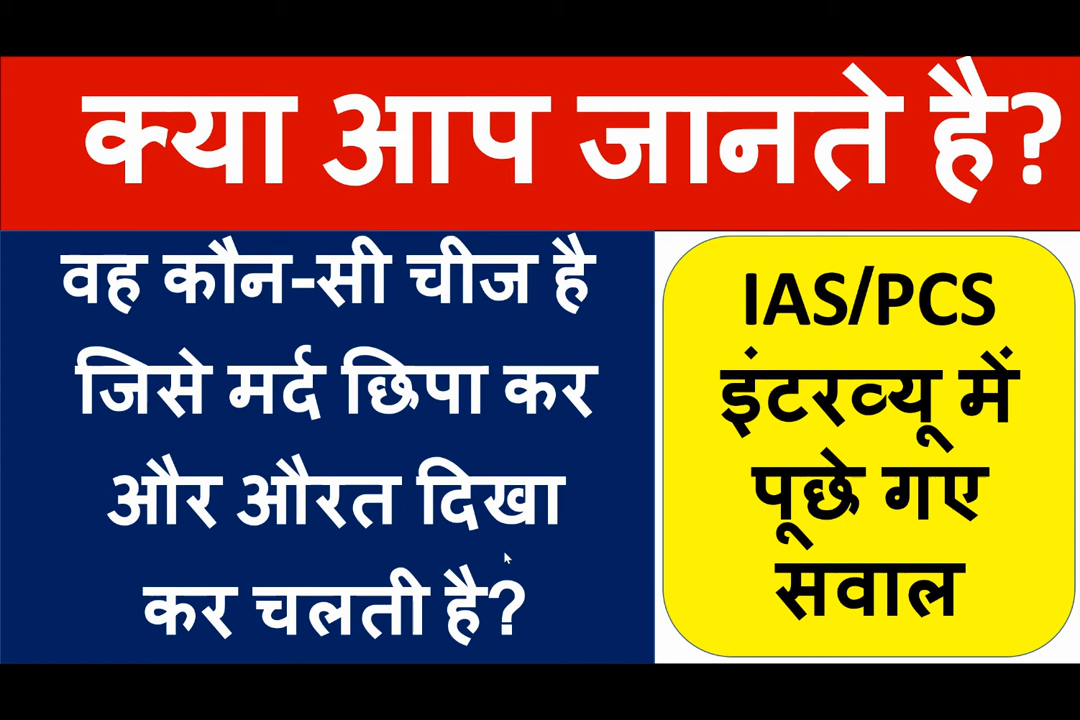 क्या आप जानते है?
वह कौन-सी चीज है
जिसे मर्द छिपा कर
और औरत दिखा
कर चलती है?
IAS/PCS
इंटरव्यू में
पूछे गए
सवाल